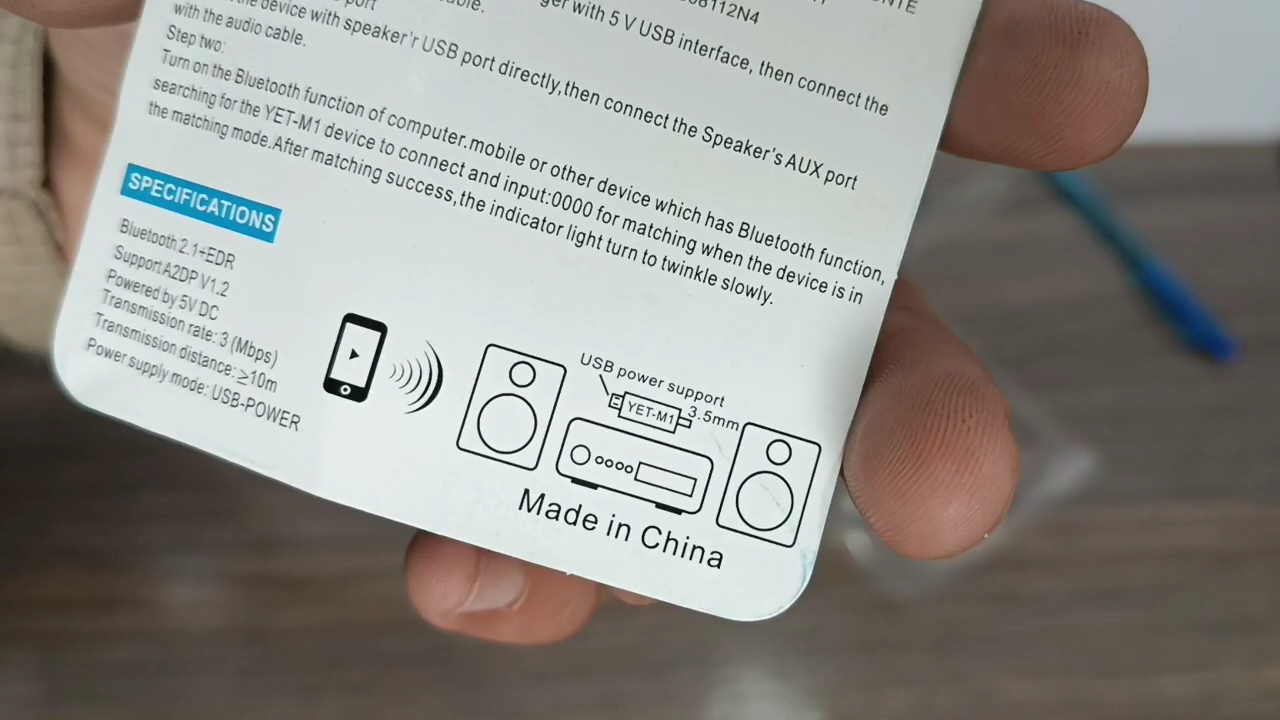 08112N4
port
with 5 V USB interface, then connect the
device with speaker'r USB port directly,then connect the Speaker's AUX port
with the audio cable.
Step two:
Turn on the Bluetooth function of computer.mobile or other device which has Bluetooth function,
searching for the YET-M1 device to connect and input:0000 for matching when the device is in
the matching mode.After matching success,the indicator light turn to twinkle slowly.
SPECIFICATIONS
Bluetooth 2.1+EDR
Support A2DP V1.2
Powered by 5V DC
Transmission rate: 3 (Mbps)
Transmission distance: ≥10m
Power supply mode: USB-POWER
USB power support
YET-M1
3.5mm
Made in China